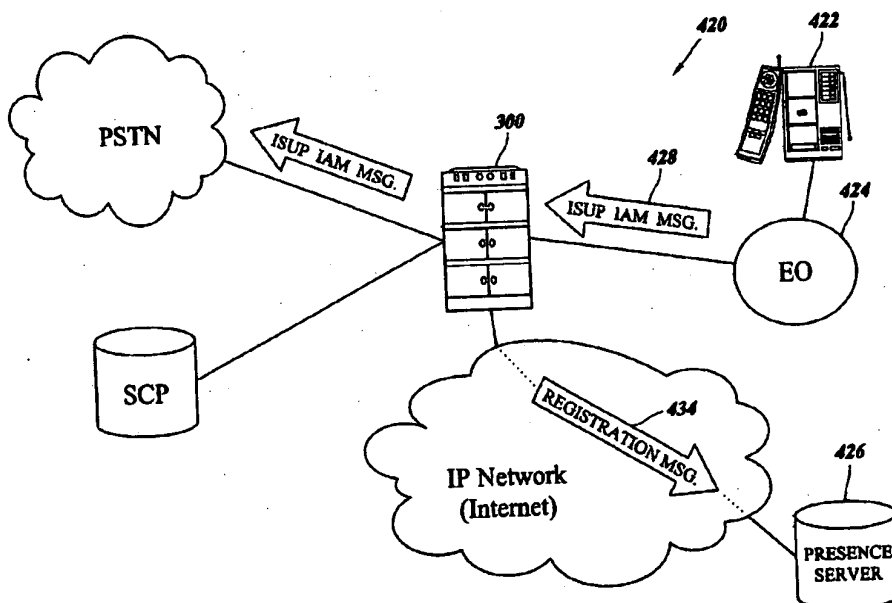 420
422
PSTN
300
ISUP IAM MSG.
428
ISUP IAM MSG.
424
EO
SCP
REGISTRATION MSG.
434
IP Network
(Internet)
426
PRESENCE
SERVER